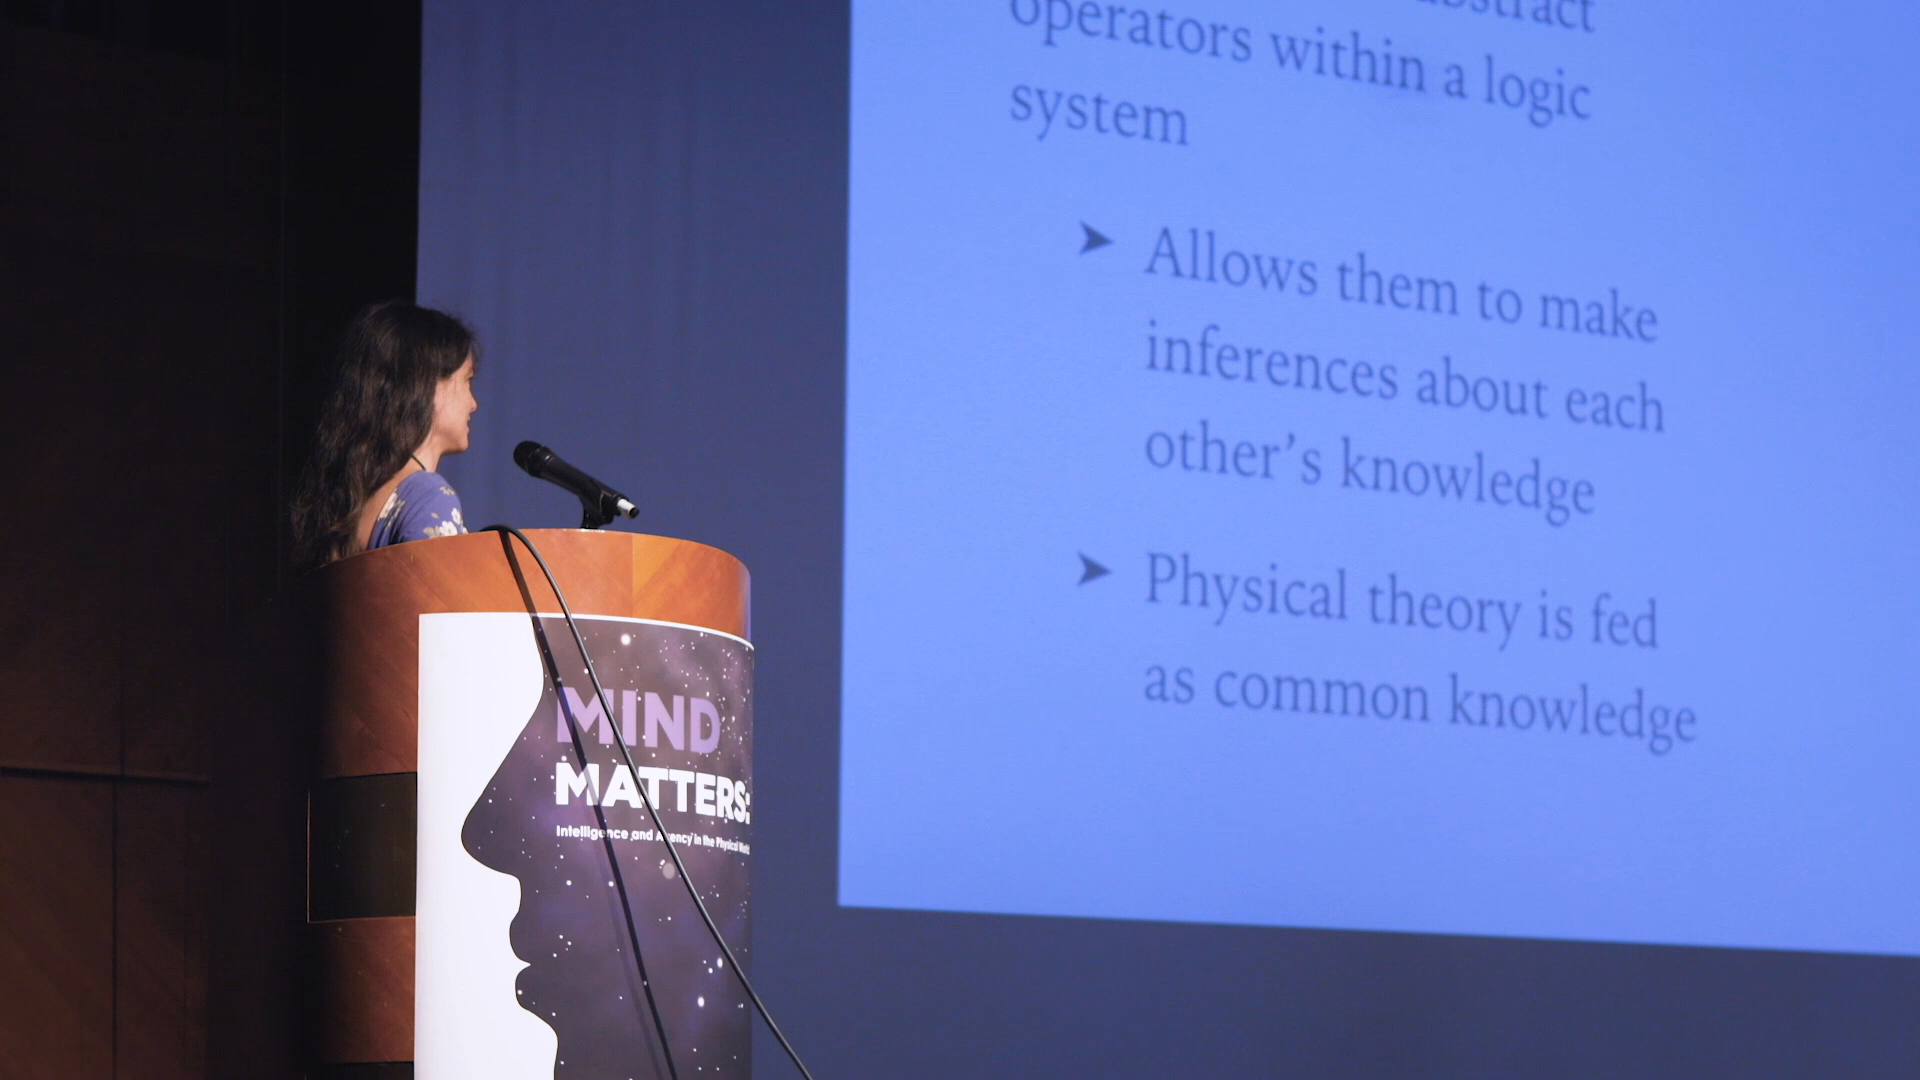 abstract
operators within a logic
system
➤ Allows them to make
inferences about each
other's knowledge
➤ Physical theory is fed
as common knowledge
MIND
MATTERS:
Intelligence and Agency in the Physical World